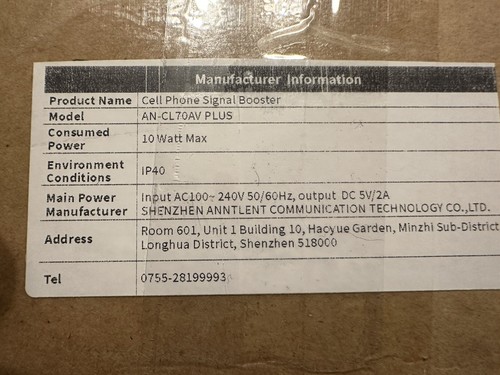 Manufacturer Information
Product Name Cell Phone Signal Booster
Model AN-CL70AV PLUS
Consumed
Power
10 Watt Max
Environment
Conditions
IP40
Main Power Input AC100~ 240V 50/60Hz, output DC 5V/2A
Manufacturer SHENZHEN ANNTLENT COMMUNICATION TECHNOLOGY CO.,LTD.
Address
Room 601, Unit 1 Building 10, Haoyue Garden, Minzhi Sub-District
Longhua District, Shenzhen 518000
Tel 0755-28199993